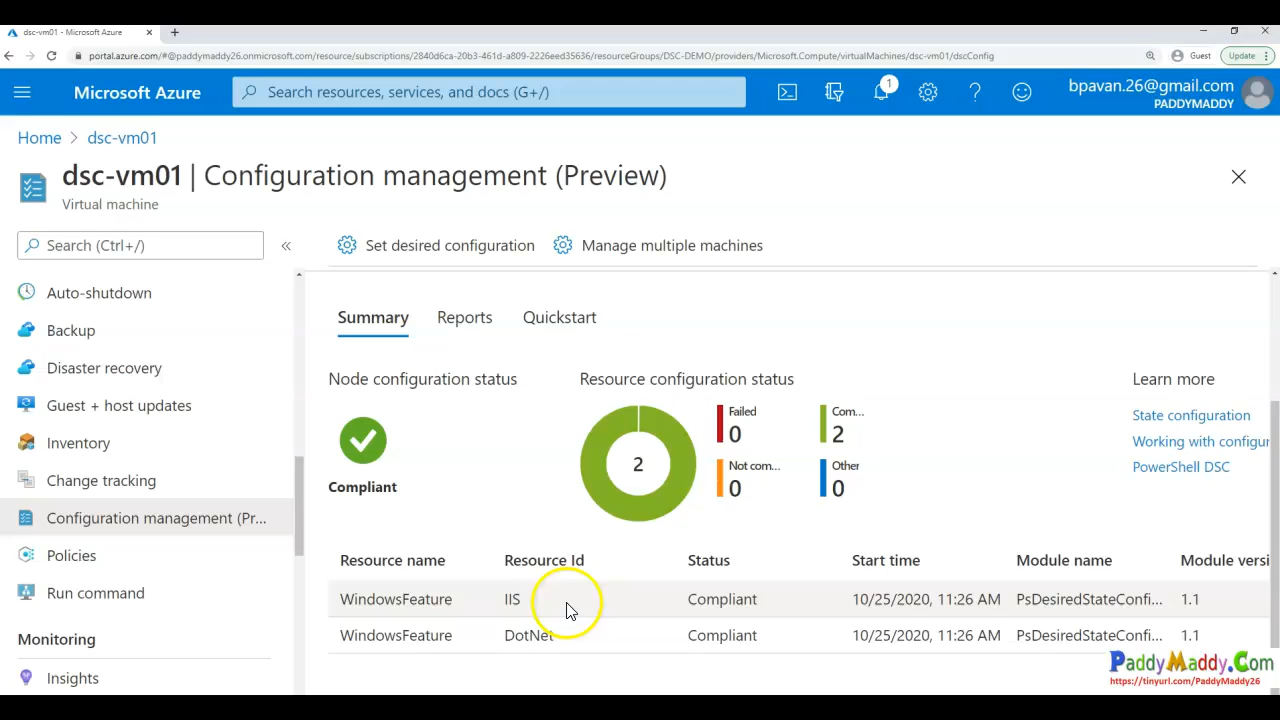 dsc-vm01 - Microsoft Azure
portal.azure.com/#@paddymaddy26.onmicrosoft.com/resource/subscriptions/2840d6ca-20b3-461d-a809-2226eed35636/resourceGroups/DSC-DEMO/providers/Microsoft.Compute/virtualMachines/dsc-vm01/dscConfig
Guest
Update
Microsoft Azure
Search resources, services, and docs (G+/)
1
bpavan.26@gmail.com
PADDYMADDY
Home > dsc-vm01
dsc-vm01 | Configuration management (Preview)
Virtual machine
Search (Ctrl+/)
«
Set desired configuration
Manage multiple machines
Auto-shutdown
Backup
Disaster recovery
Guest + host updates
Inventory
Change tracking
Configuration management (Pr...
Policies
Run command
Monitoring
Insights
Summary Reports Quickstart
Node configuration status
Compliant
Resource configuration status
2
Failed
0
Com...
2
Not com...
0
Other
0
Learn more
State configuration
Working with configur
PowerShell DSC
Resource name Resource Id Status Start time Module name Module versi
WindowsFeature IIS Compliant 10/25/2020, 11:26 AM PsDesiredStateConfi... 1.1
WindowsFeature DotNet Compliant 10/25/2020, 11:26 AM PsDesiredStateConfi... 1.1
PaddyMaddy.Com
https://tinyurl.com/PaddyMaddy26